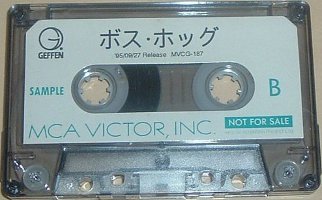 G.
GEFFEN
ボス・ホッグ
'95/09/27 Release MVCG-187
SAMPLE
B
NOT FOR SALE
MCA VICTOR, INC.